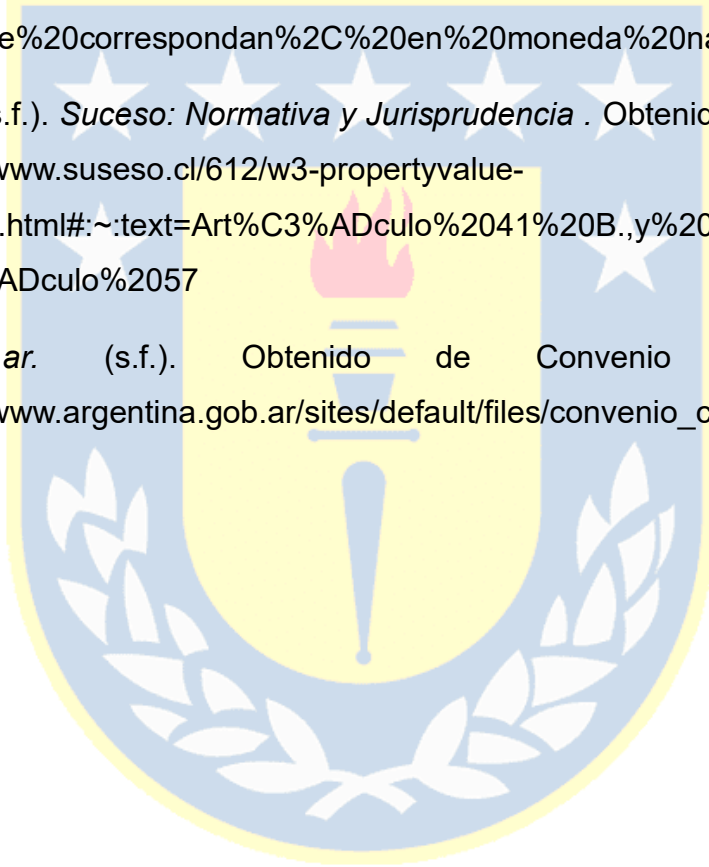 e%20correspondan%2C%20en%20moneda%20na
s.f.). Suceso: Normativa y Jurisprudencia . Obtenid
www.suseso.cl/612/w3-propertyvalue-
.html#:~:text=Art%C3%ADculo%2041%20B.,y%20
ADculo%2057
ar. (s.f.). Obtenido de Convenio
www.argentina.gob.ar/sites/default/files/convenio_c